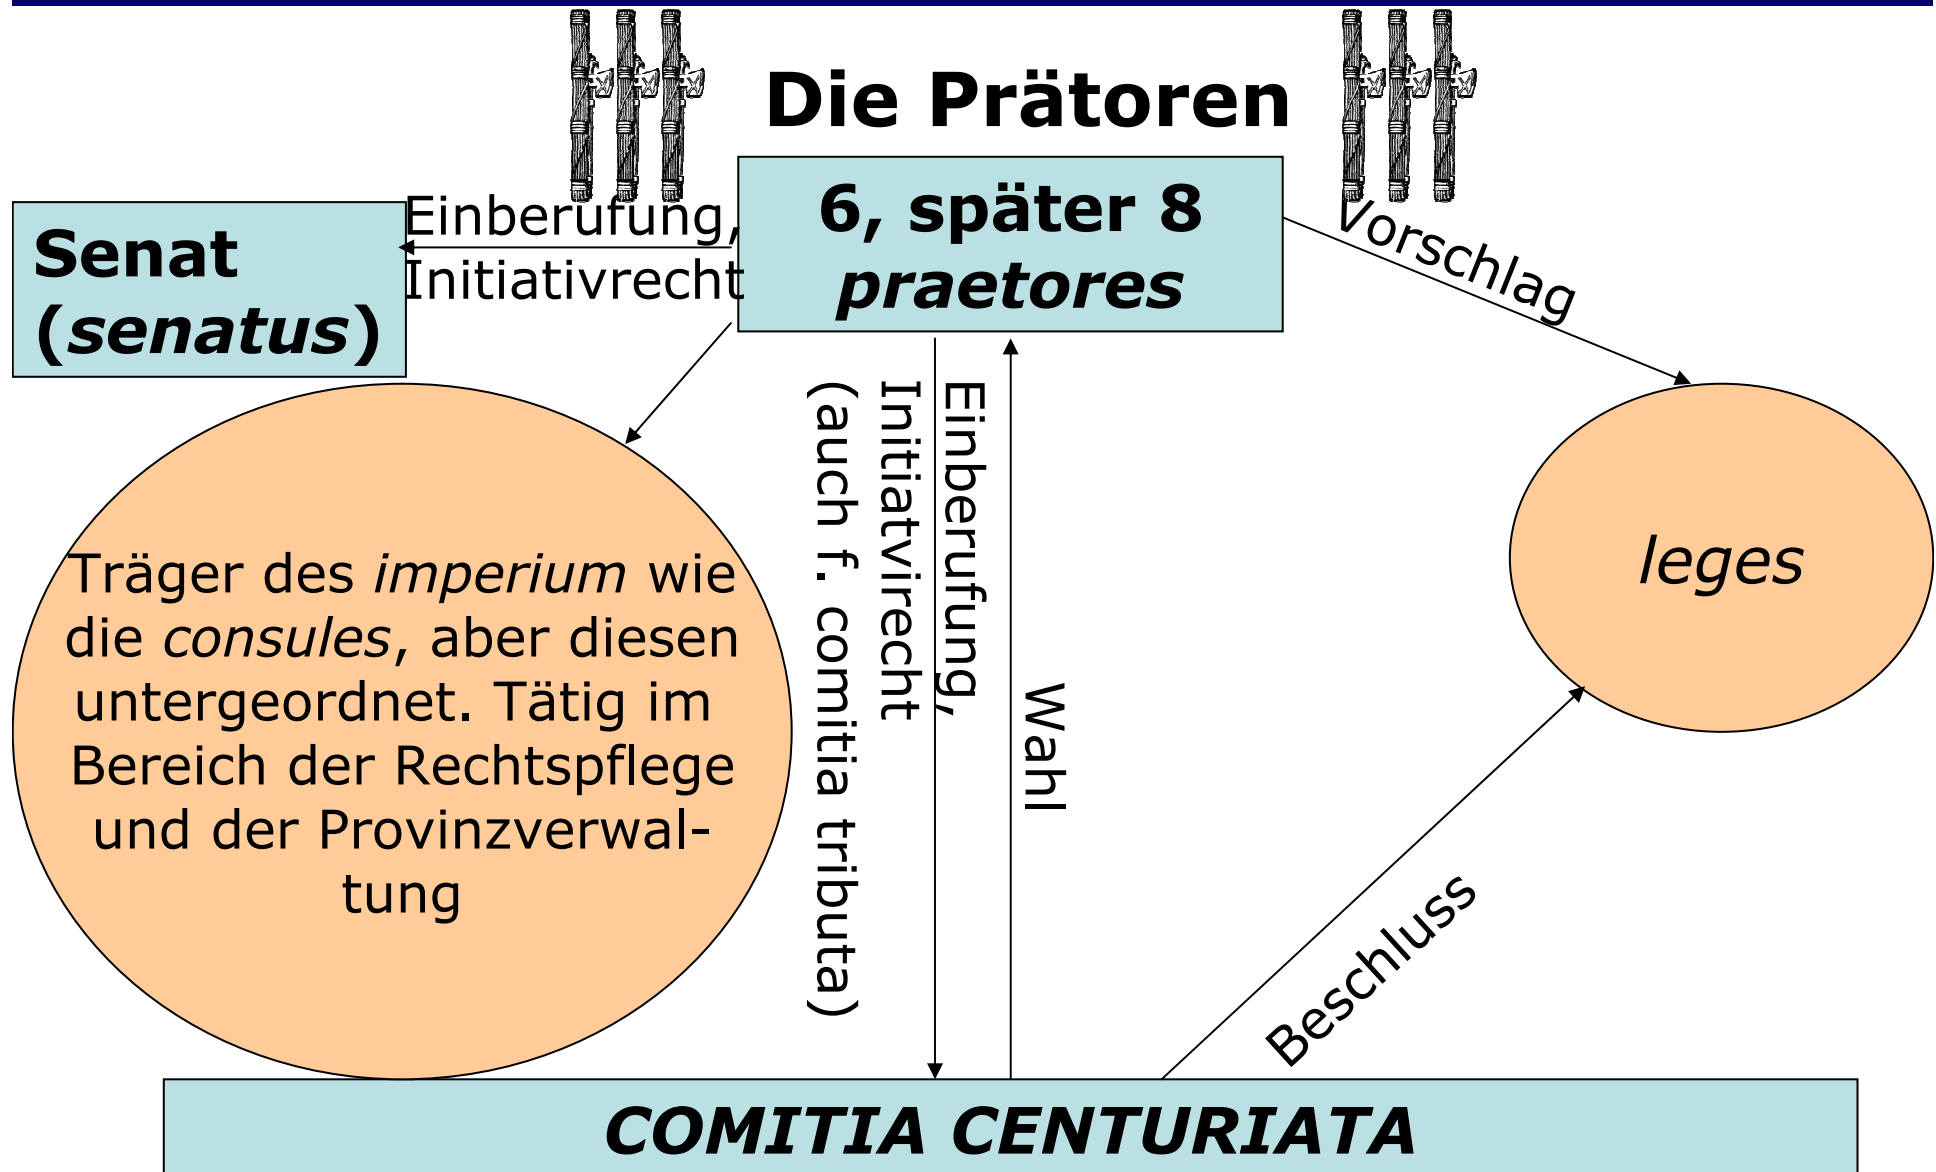 Die Prätoren
6, später 8
praetores
Senat
(senatus)
Einberufung,
Initiativrecht
Vorschlag
Träger des imperium wie
die consules, aber diesen
untergeordnet. Tätig im
Bereich der Rechtspflege
und der Provinzverwal-
tung
Einberufung,
Initiatvirecht
(auch f. comitia tributa)
Wahl
leges
Beschluss
COMITIA CENTURIATA